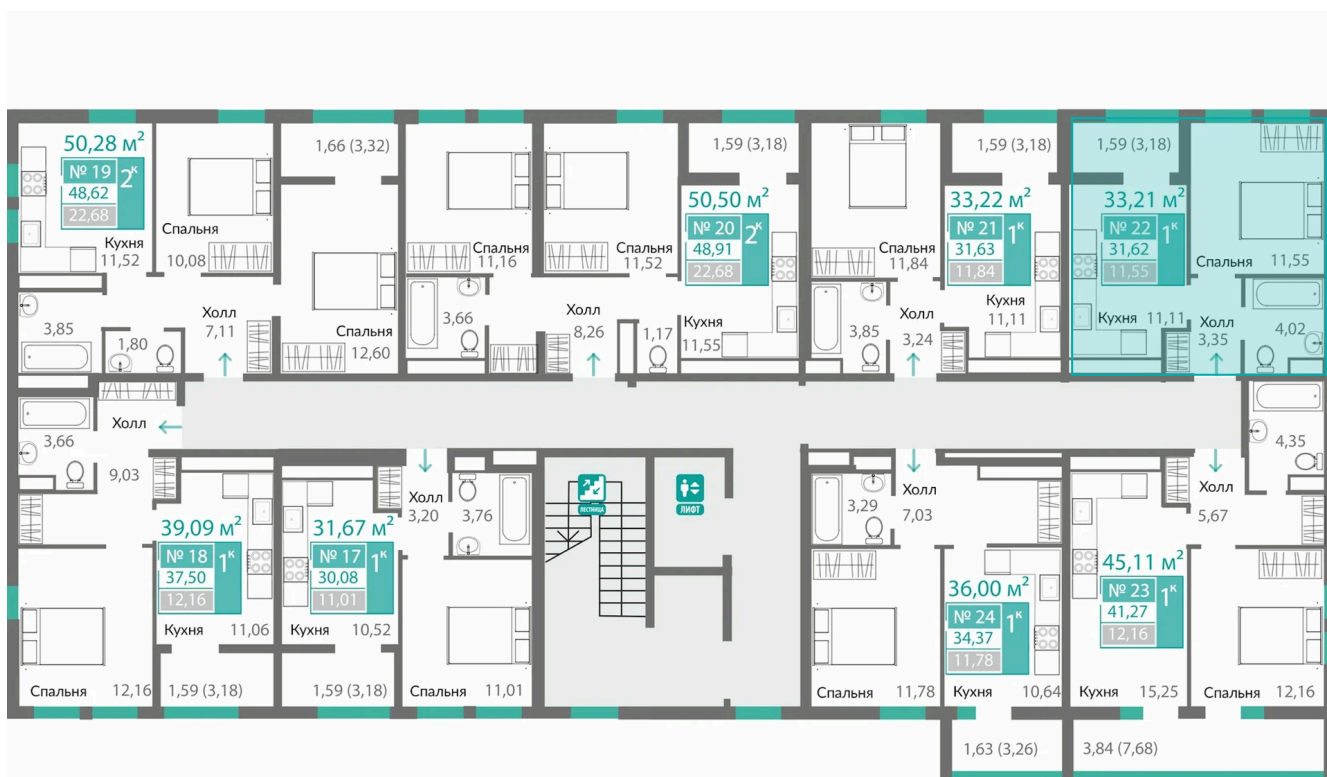 50,28 м²
№ 19
2к
48,62
22,68
Кухня
11,52
Спальня
10,08
1,66 (3,32)
Спальня
12,60
3,85
1,80
Холл
7,11
Спальня
11,16
3,66
Спальня
11,52
Холл
8,26
1,17
1,59 (3,18)
50,50 м²
№ 20
2к
48,91
22,68
Кухня
11,55
Спальня
11,84
3,85
Холл
3,24
1,59 (3,18)
33,22 м²
№ 21
1к
31,63
11,84
Кухня
11,11
1,59 (3,18)
33,21 м²
№ 22
1к
31,62
11,55
Кухня 11,11
Спальня 11,55
Холл
3,35
4,02
3,66
Холл
9,03
39,09 м²
№ 18
1к
37,50
12,16
Кухня 11,06
Спальня 12,16
1,59 (3,18)
31,67 м²
№ 17
1к
30,08
11,01
Кухня 10,52
1,59 (3,18)
Холл
3,20
3,76
Спальня 11,01
ЛЕСТНИЦА
ЛИФТ
3,29
Холл
7,03
Спальня 11,78
36,00 м²
№ 24
1к
34,37
11,78
Кухня 10,64
1,63 (3,26)
45,11 м²
№ 23
1к
41,27
12,16
Кухня 15,25
Холл
5,67
4,35
Спальня 12,16
3,84 (7,68)